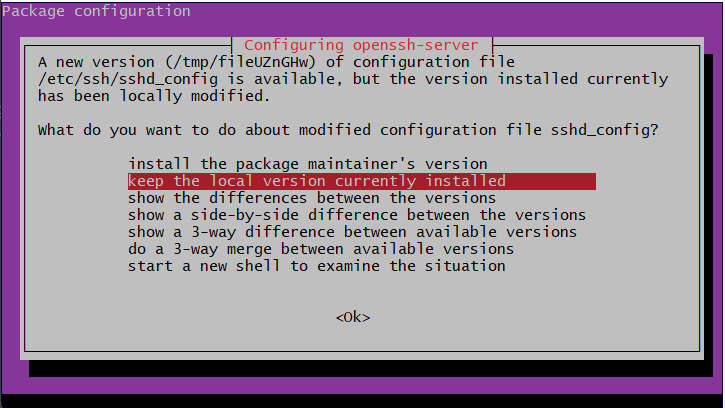 Package configuration
Configuring openssh-server
A new version (/tmp/fileUZnGHw) of configuration file
/etc/ssh/sshd_config is available, but the version installed currently
has been locally modified.
What do you want to do about modified configuration file sshd_config?
install the package maintainer's version
keep the local version currently installed
show the differences between the versions
show a side-by-side difference between the versions
show a 3-way difference between available versions
do a 3-way merge between available versions
start a new shell to examine the situation
<Ok>